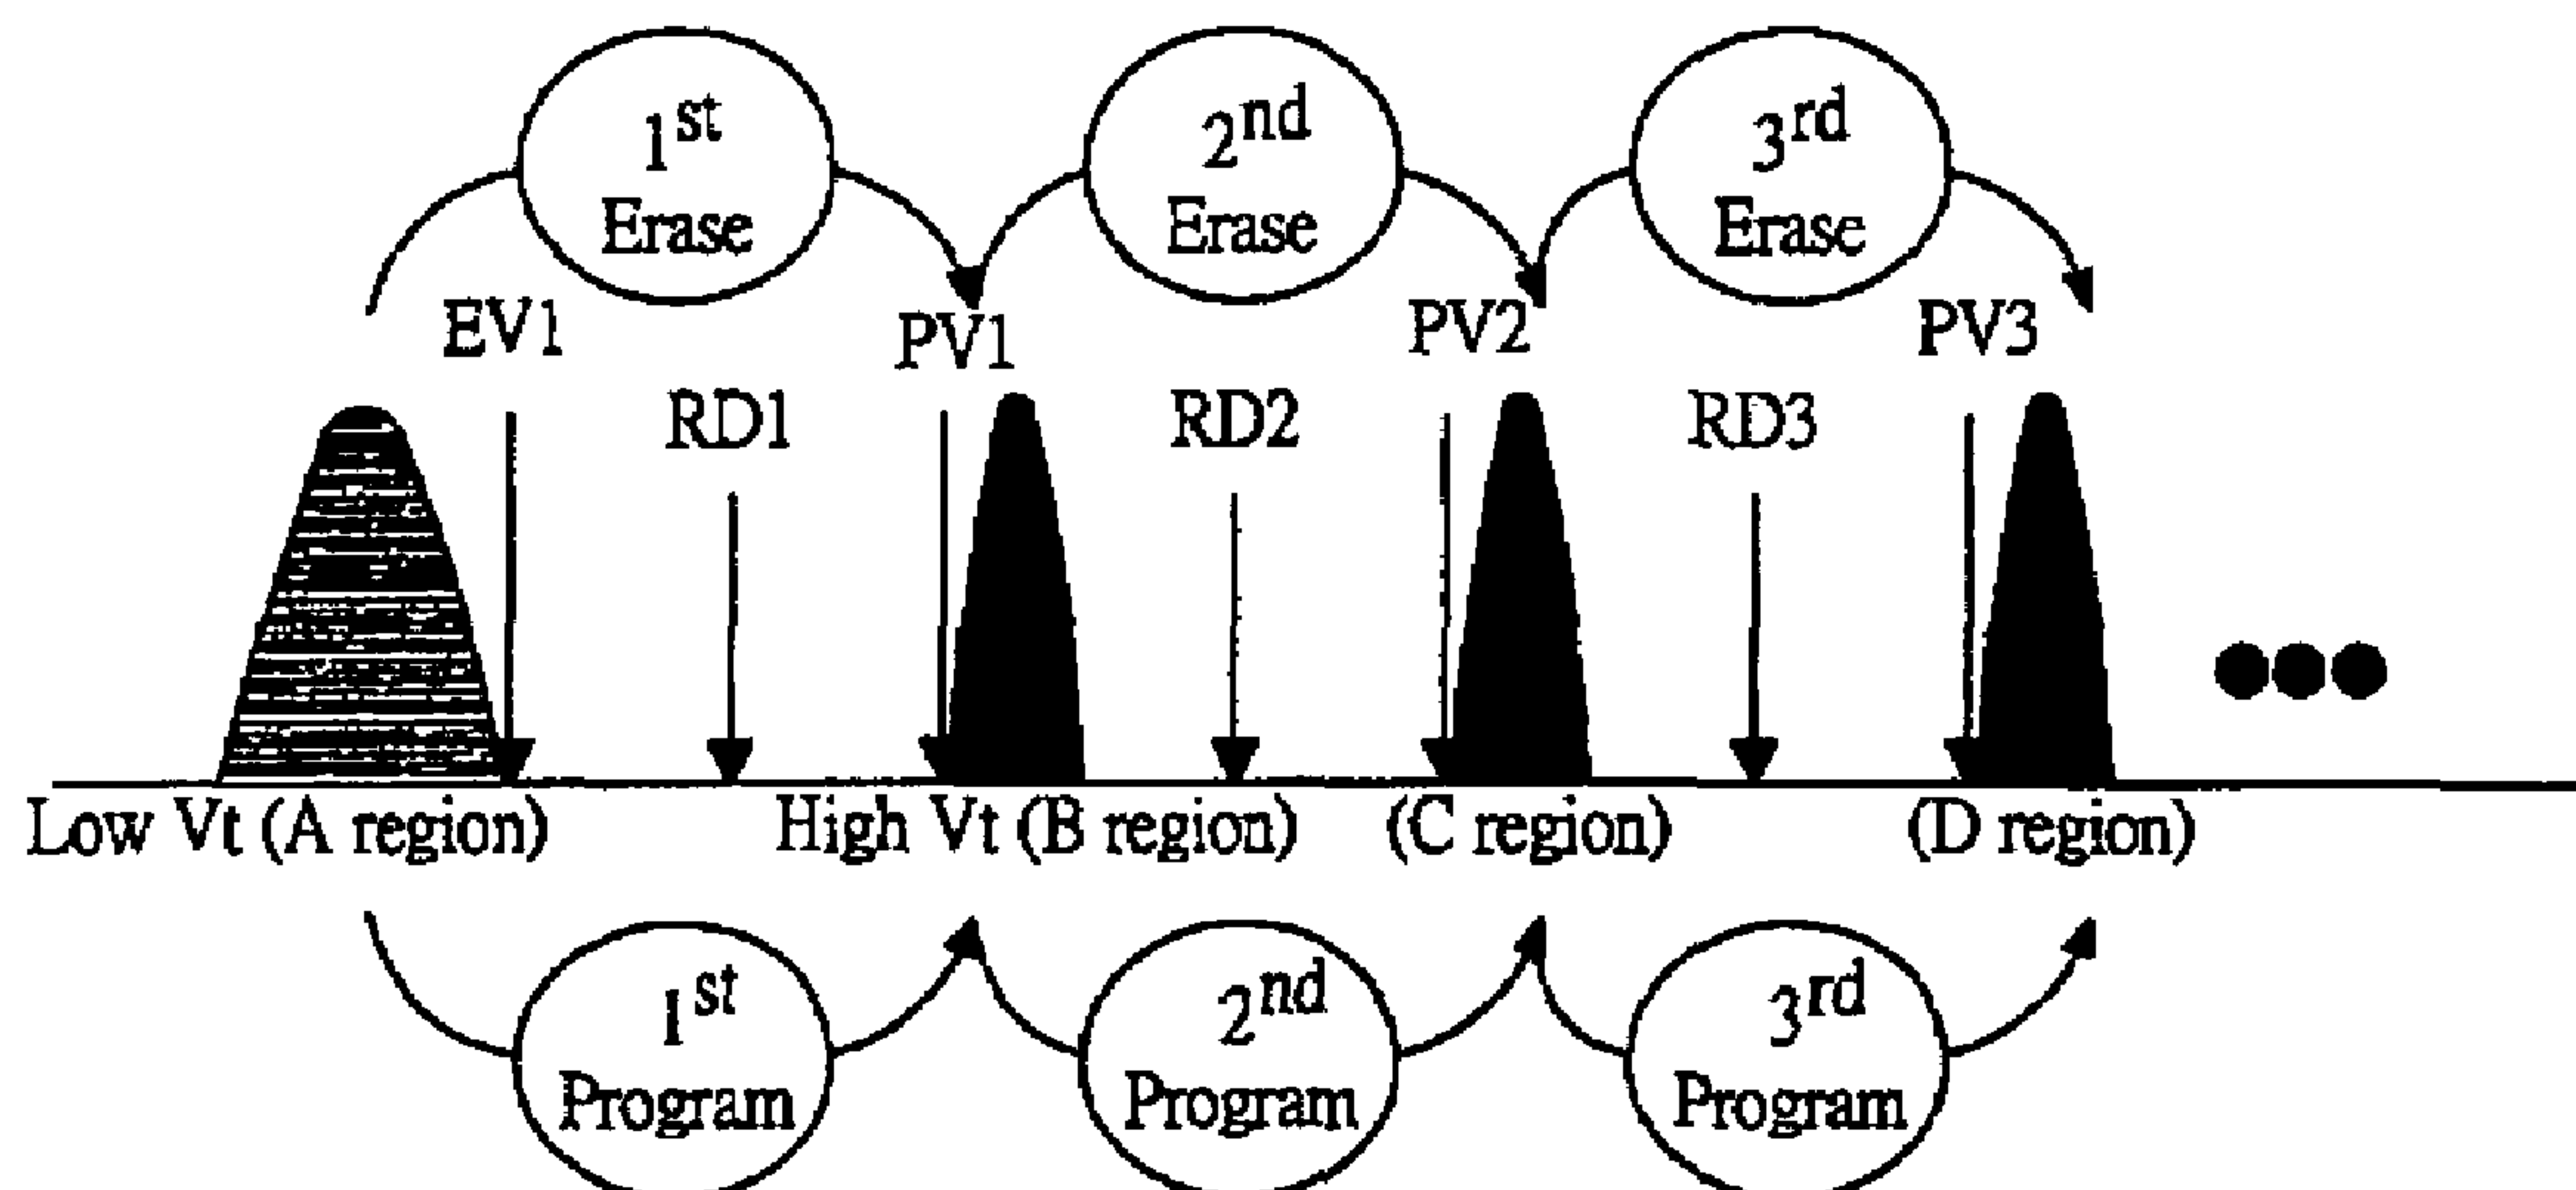 1st
Erase
2nd
Erase
3rd
Erase
EV1
PV1
PV2
PV3
RD1
RD2
RD3
Low Vt (A region)
High Vt (B region)
(C region)
(D region)
1st
Program
2nd
Program
3rd
Program